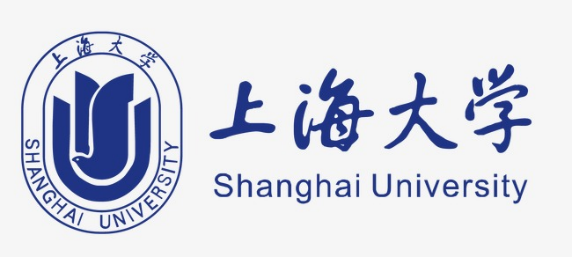 上海大学
SHANGHAI UNIVERSITY
上海大学
Shanghai University